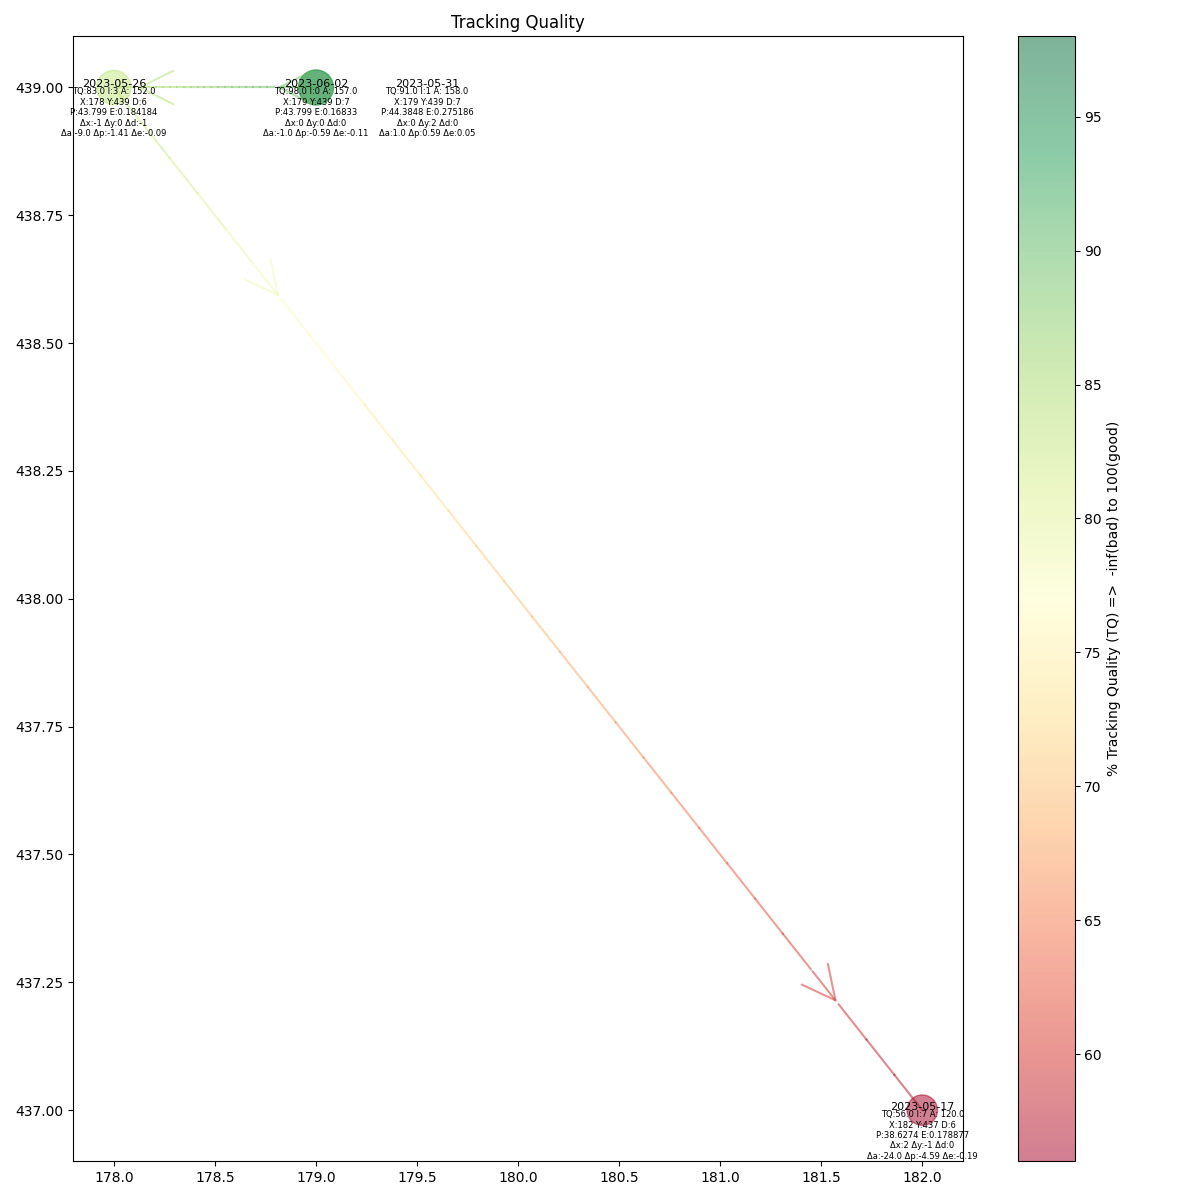 Tracking Quality
439.00
438.75
438.50
438.25
438.00
437.75
437.50
437.25
437.00
2023-05-26
TQ:83.0 I:3 A: 152.0
X:178 Y:439 D:6
P:43.799 E:0.184184
Δx:-1 Δy:0 Δd:-1
Δa:-9.0 Δp:-1.41 Δe:-0.09
2023-06-02
TQ:98.0 I:0 A: 157.0
X:179 Y:439 D:7
P:43.799 E:0.16833
Δx:0 Δy:0 Δd:0
Δa:-1.0 Δp:-0.59 Δe:-0.11
2023-05-31
TQ:91.0 I:1 A: 158.0
X:179 Y:439 D:7
P:44.3848 E:0.275186
Δx:0 Δy:2 Δd:0
Δa:1.0 Δp:0.59 Δe:0.05
2023-05-17
TQ:56.0 I:7 A: 120.0
X:182 Y:437 D:6
P:38.6274 E:0.178877
Δx:2 Δy:-1 Δd:0
Δa:-24.0 Δp:-4.59 Δe:-0.19
178.0 178.5 179.0 179.5 180.0 180.5 181.0 181.5 182.0
95
90
85
80
75
70
65
60
% Tracking Quality (TQ) => -inf(bad) to 100(good)